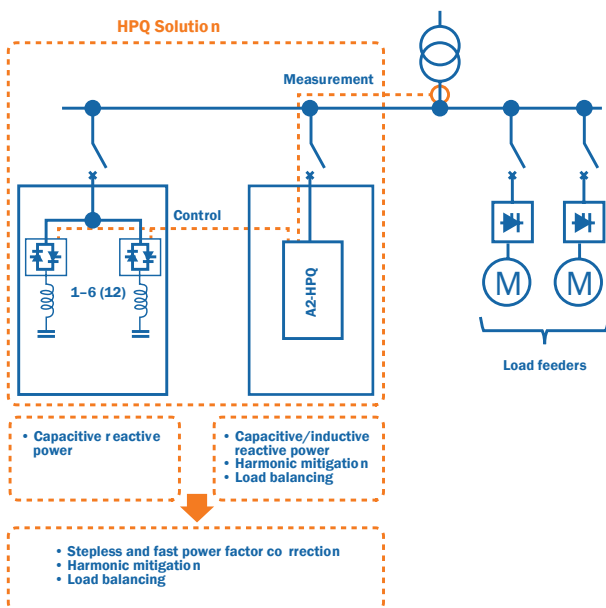 HPQ Solution
Measurement
Control
1–6 (12)
A2-HPQ
M
M
Load feeders
• Capacitive reactive
power
• Capacitive/inductive
reactive power
• Harmonic mitigation
• Load balancing
• Stepless and fast power factor correction
• Harmonic mitigation
• Load balancing